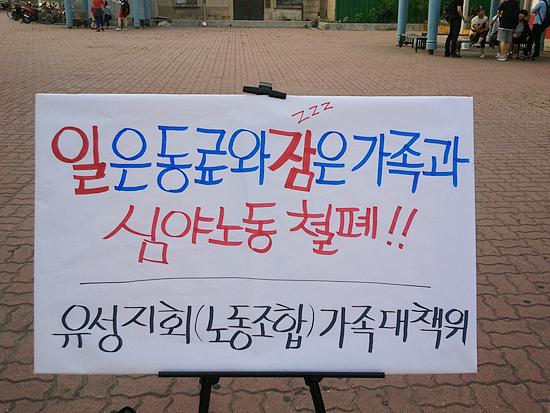 zzz
일은 동료와 잠은 가족과
심야노동 철폐!!
유성지회(노동조합)가족대책위